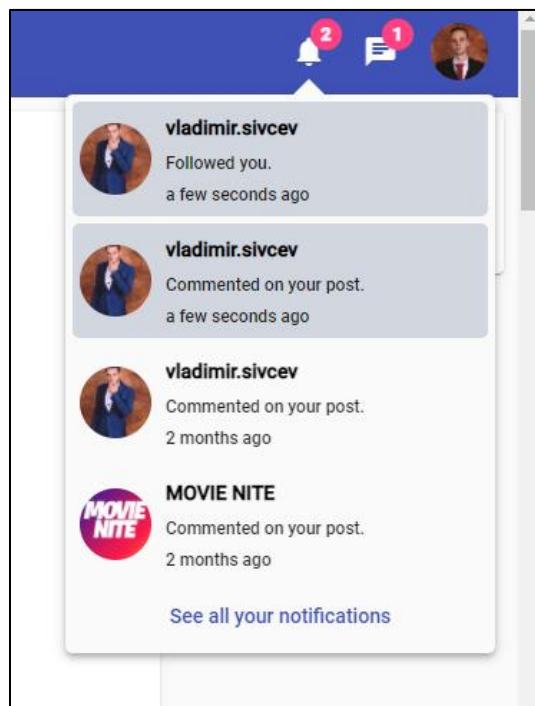 2
1
vladimir.sivcev
Followed you.
a few seconds ago
vladimir.sivcev
Commented on your post.
a few seconds ago
vladimir.sivcev
Commented on your post.
2 months ago
MOVIE NITE
MOVIE
NITE
Commented on your post.
2 months ago
See all your notifications